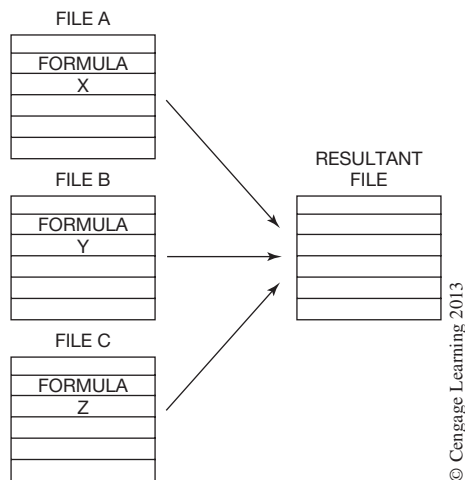 FILE A
FORMULA
X
FILE B
FORMULA
Y
FILE C
FORMULA
Z
RESULTANT
FILE
© Cengage Learning 2013